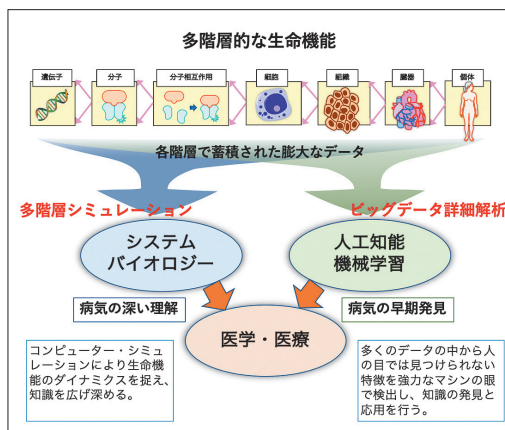 多階層的な生命機能
遺伝子
分子
分子相互作用
細胞
組織
臓器
個体
各階層で蓄積された膨大なデータ
多階層シミュレーション
ビッグデータ詳細解析
システム
バイオロジー
人工知能
機械学習
病気の深い理解
病気の早期発見
医学・医療
コンピューター・シミュ
レーションにより生命機
能のダイナミクスを捉え、
知識を広げ深める。
多くのデータの中から人
の目では見つけられない
特徴を強力なマシンの眼
で検出し、知識の発見と
応用を行う。